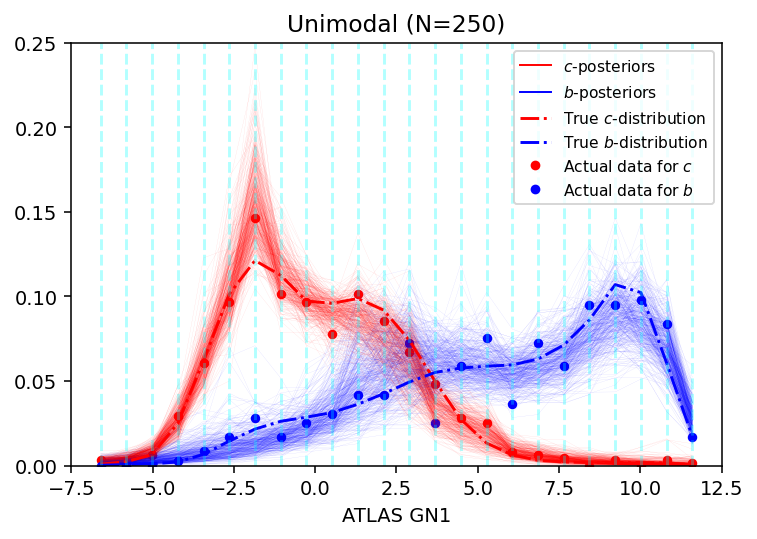 Unimodal (N=250)
0.25
0.20
0.15
0.10
0.05
0.00
c-posteriors
b-posteriors
True c-distribution
True b-distribution
Actual data for c
Actual data for b
−7.5 −5.0 −2.5 0.0 2.5 5.0 7.5 10.0 12.5
ATLAS GN1